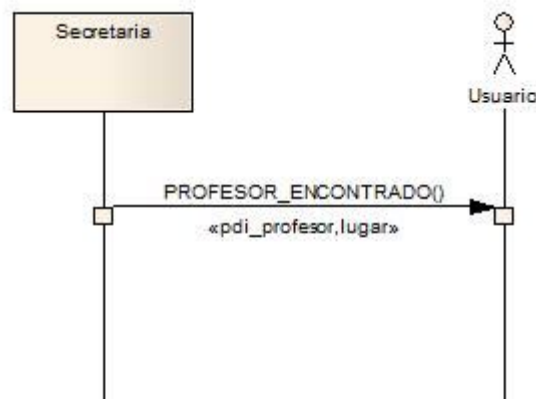 Secretaria
Usuario
PROFESOR_ENCONTRADO()
«pdi_profesor,lugar»